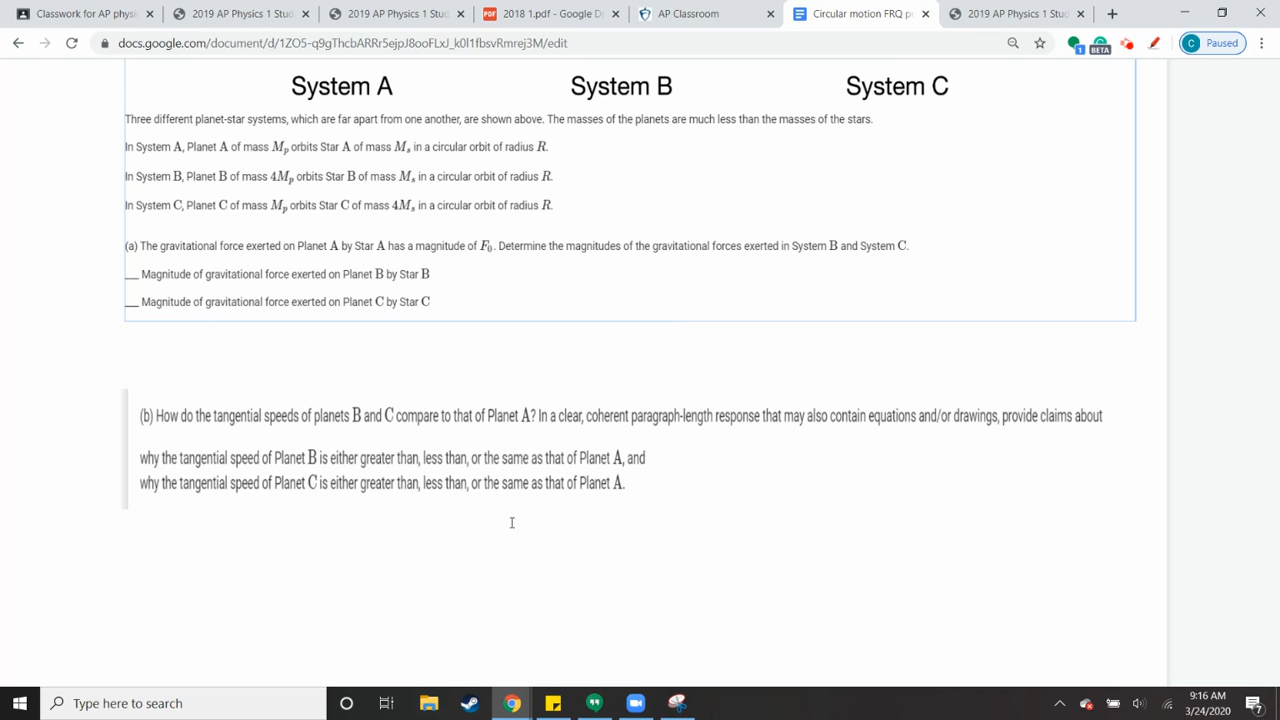 Classwork for AP physic
2019 AP Physics 1 Stud
2019 AP Physics 1 Stud
2018 1.pdf - Google D
AP Classroom
Circular motion FRQ p
2019 AP Physics 1 Stud
docs.google.com/document/d/1ZO5-q9gThcbARRr5ejpJ8ooFLxJ_k0l1fbsvRmrej3M/edit
1
BETA
C Paused
System A System B System C
Three different planet-star systems, which are far apart from one another, are shown above. The masses of the planets are much less than the masses of the stars.
In System A, Planet A of mass Mp orbits Star A of mass Ms in a circular orbit of radius R.
In System B, Planet B of mass 4Mp orbits Star B of mass Ms in a circular orbit of radius R.
In System C, Planet C of mass Mp orbits Star C of mass 4Ms in a circular orbit of radius R.
(a) The gravitational force exerted on Planet A by Star A has a magnitude of F0. Determine the magnitudes of the gravitational forces exerted in System B and System C.
__ Magnitude of gravitational force exerted on Planet B by Star B
__ Magnitude of gravitational force exerted on Planet C by Star C
(b) How do the tangential speeds of planets B and C compare to that of Planet A? In a clear, coherent paragraph-length response that may also contain equations and/or drawings, provide claims about
why the tangential speed of Planet B is either greater than, less than, or the same as that of Planet A, and
why the tangential speed of Planet C is either greater than, less than, or the same as that of Planet A.
Type here to search
9:16 AM
3/24/2020
7